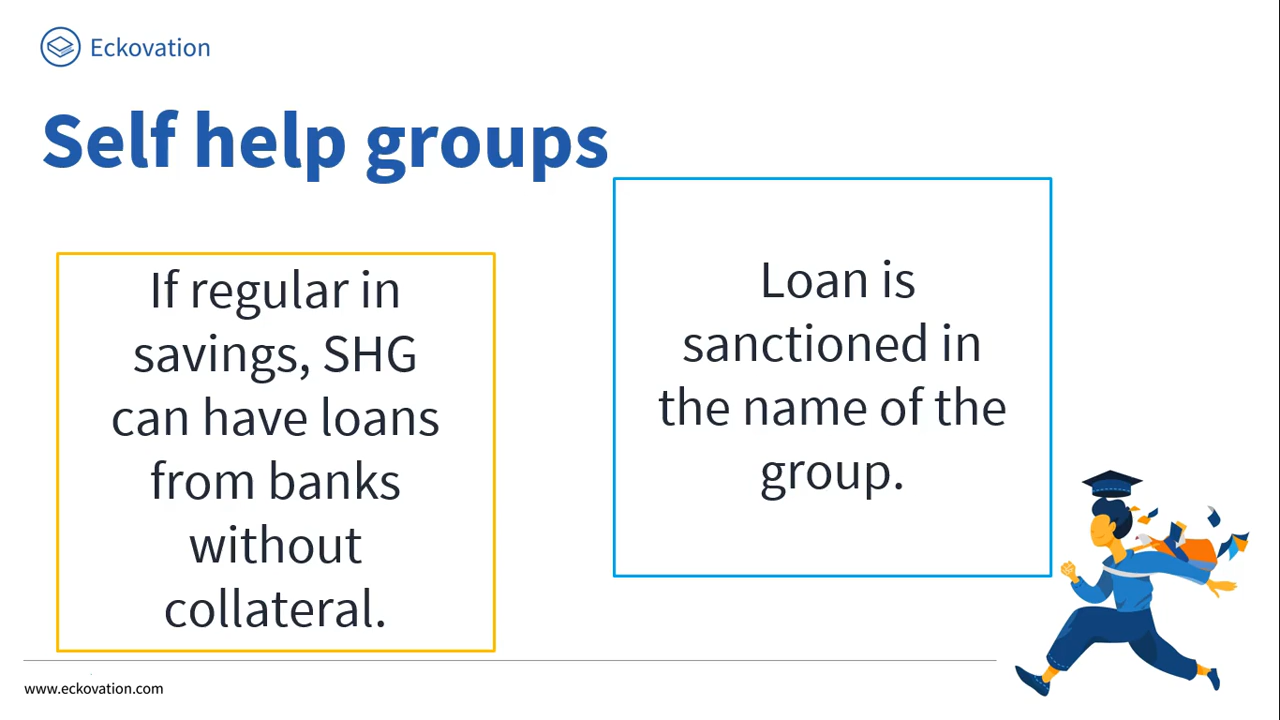 Eckovation
Self help groups
If regular in
savings, SHG
can have loans
from banks
without
collateral.
Loan is
sanctioned in
the name of the
group.
www.eckovation.com